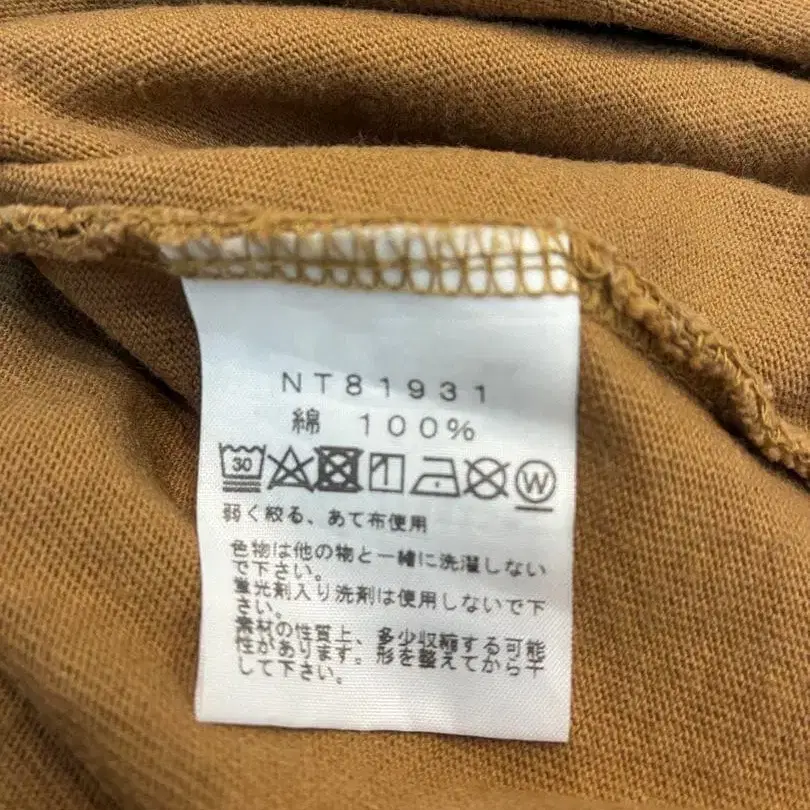 NT81931
綿 100%
30 W
弱く絞る、あて布使用
色物は他の物と一緒に洗濯しない
で下さい。
蛍光剤入り洗剤は使用しないで下
さい。
素材の性質上、多少収縮する可能
性があります。形を整えてから干
して下さい。